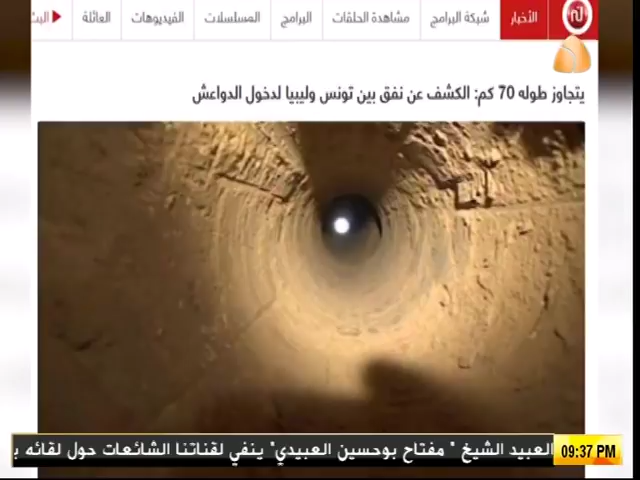 الأخبار شبكة البرامج مشاهدة الحلقات البرامج المسلسلات الفيديوهات العائلة
يتجاوز طوله 70 كم: الكشف عن نفق بين تونس وليبيا لدخول الدواعش
العبيد الشيخ " مفتاح بوحسين العبيدي" ينفي لقناتنا الشائعات حول لقائه
09:37 PM